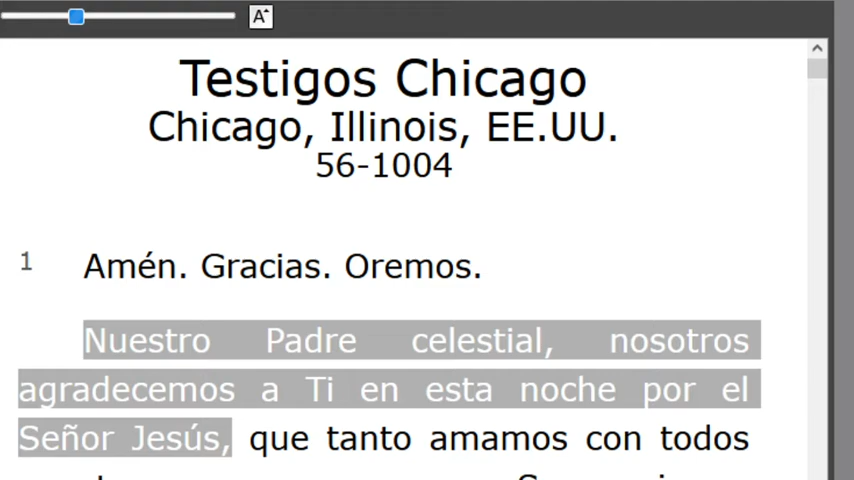 A
Testigos Chicago
Chicago, Illinois, EE.UU.
56-1004
1 Amén. Gracias. Oremos.
Nuestro Padre celestial, nosotros
agradecemos a Ti en esta noche por el
Señor Jesús, que tanto amamos con todos